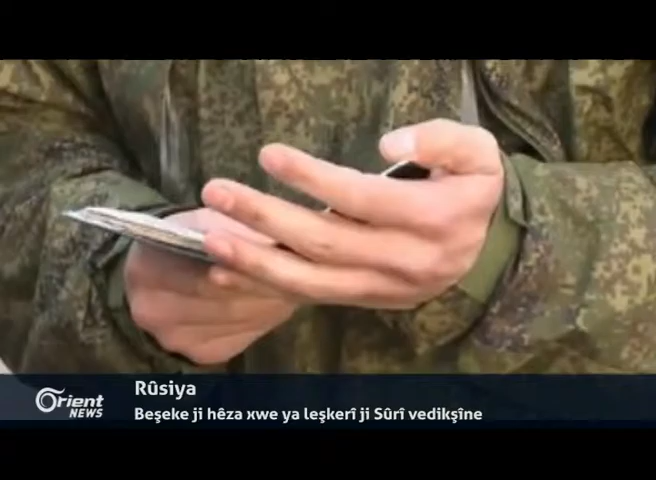 Rûsiya
Orient
NEWS
Beşeke ji hêza xwe ya leşkerî ji Sûrî vedikşîne